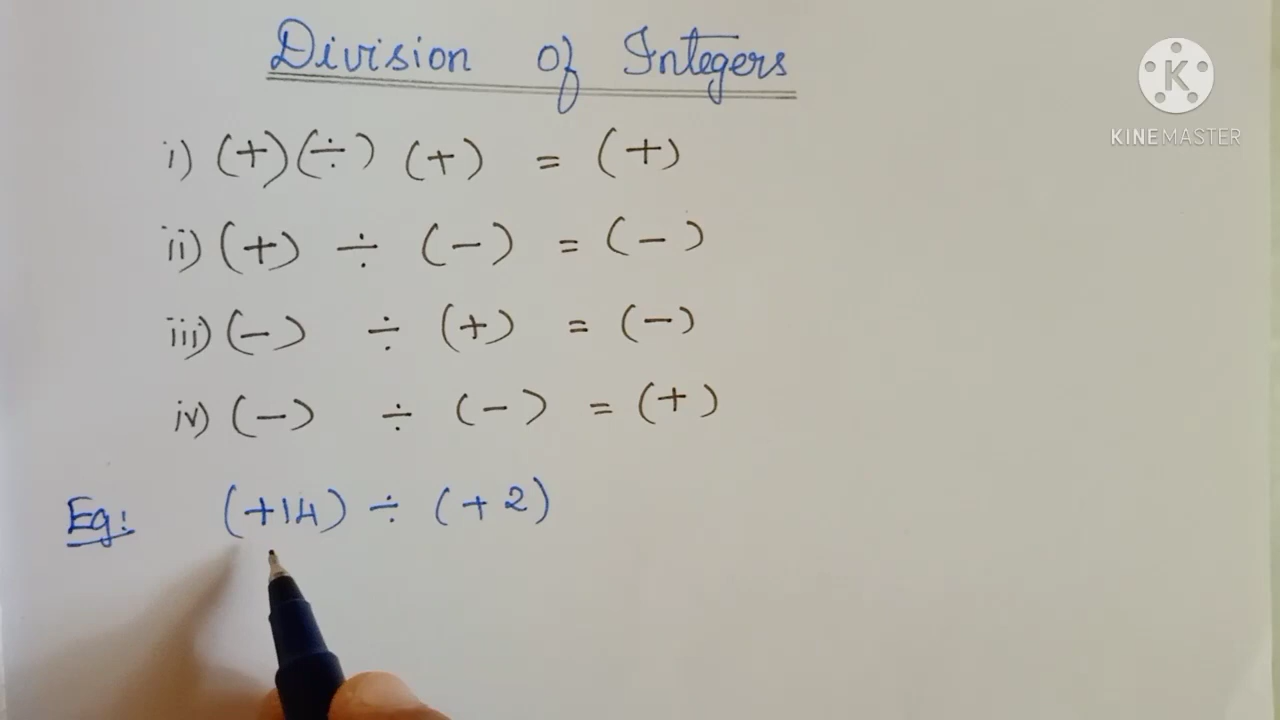 Division of Integers
K
KINEMASTER
i) (+)(÷) (+) = (+)
ii) (+) ÷ (-) = (-)
iii) (-) ÷ (+) = (-)
iv) (-) ÷ (-) = (+)
Eg: (+14) ÷ (+2)